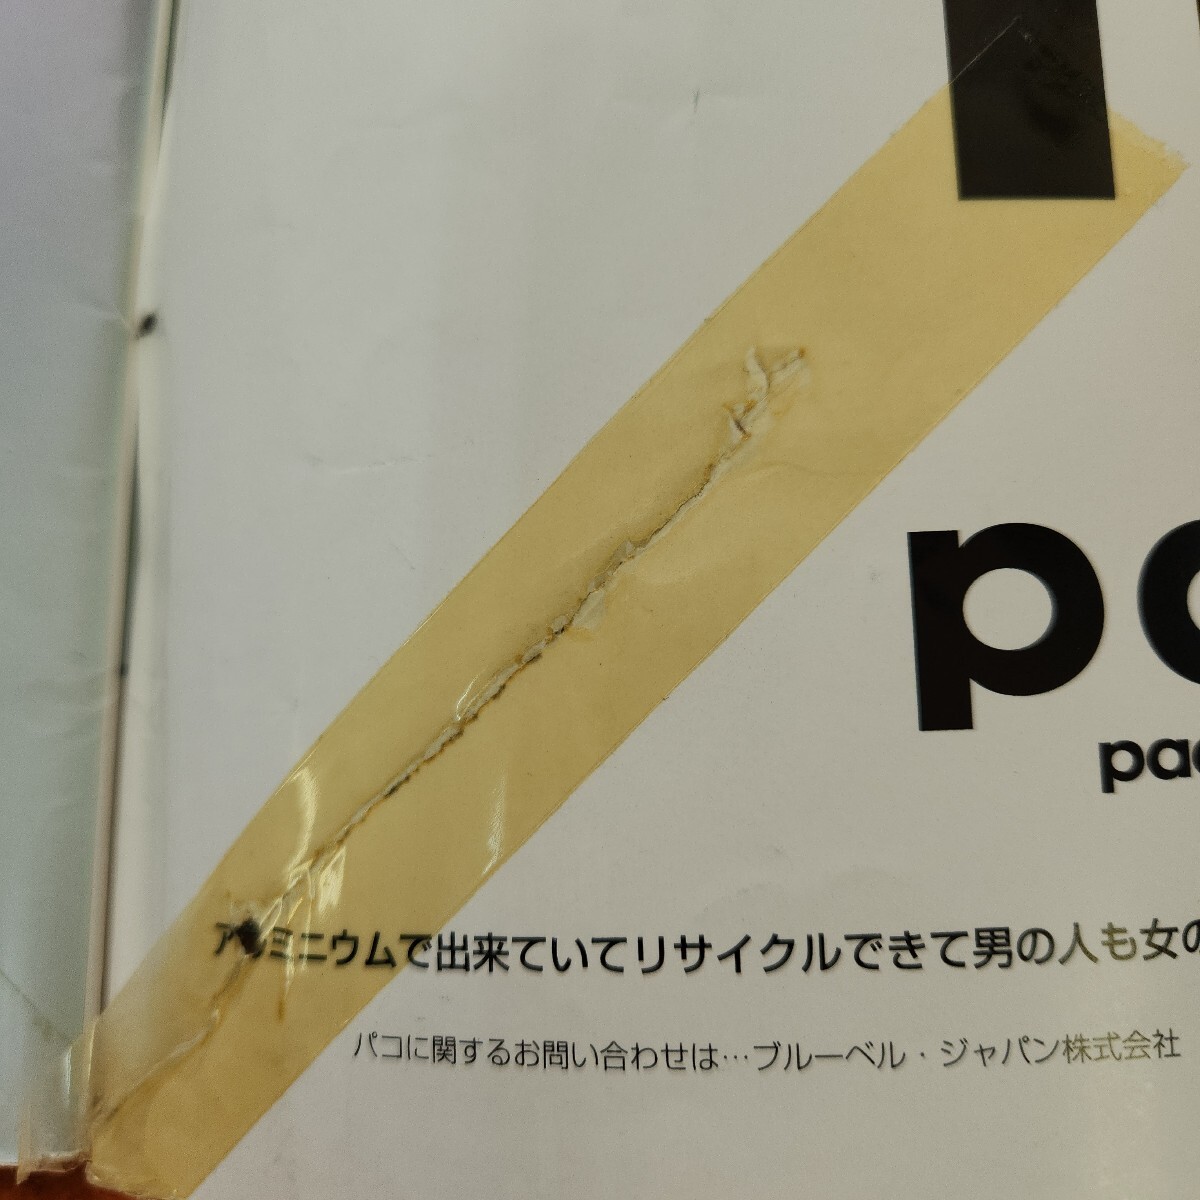 pa
pac
アルミニウムで出来ていてリサイクルできて男の人も女の
パコに関するお問い合わせは…ブルーベル・ジャパン株式会社